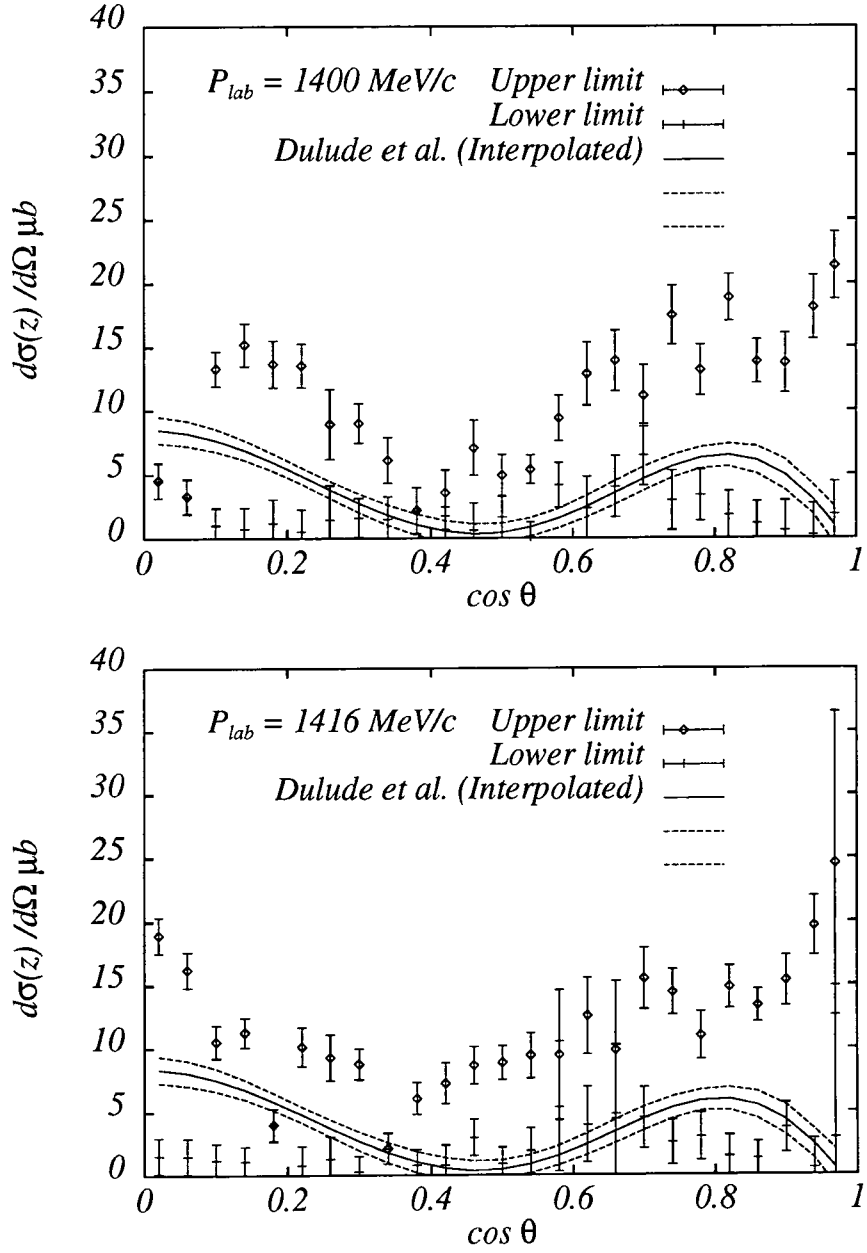 40
35
30
25
20
15
10
5
0
dσ(z) /dΩ μb
P_lab = 1400 MeV/c Upper limit
Lower limit
Dulude et al. (Interpolated)
0 0.2 0.4 0.6 0.8 1
cos θ
40
35
30
25
20
15
10
5
0
dσ(z) /dΩ μb
P_lab = 1416 MeV/c Upper limit
Lower limit
Dulude et al. (Interpolated)
0 0.2 0.4 0.6 0.8 1
cos θ